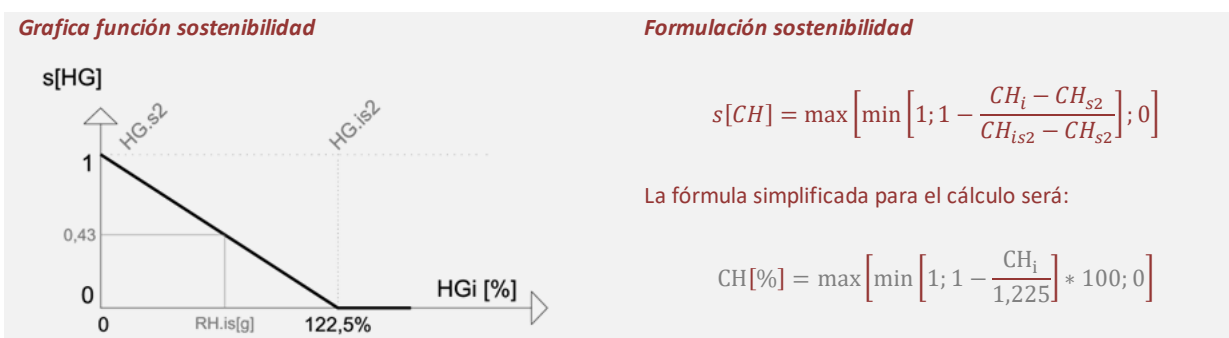 Grafica función sostenibilidad
s[HG]
HG.s2
HG.is2
1
0,43
0
HGi [%]
0
RH.is[g]
122,5%
Formulación sostenibilidad
s[CH] = max [min [1; 1 − (CH_i − CH_s2)/(CH_is2 − CH_s2)]; 0]
La fórmula simplificada para el cálculo será:
CH[%] = max [min [1; 1 − CH_i/1,225] * 100; 0]